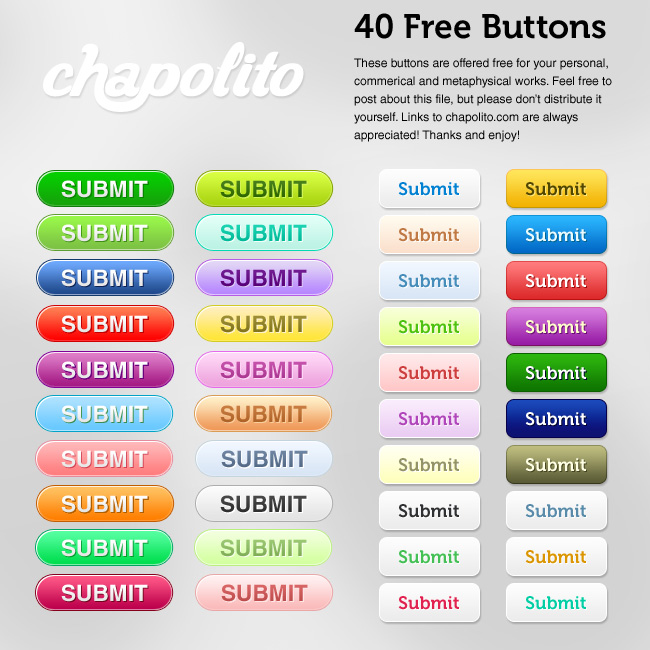 chapolito
40 Free Buttons
These buttons are offered free for your personal,
commerical and metaphysical works. Feel free to
post about this file, but please don't distribute it
yourself. Links to chapolito.com are always
appreciated! Thanks and enjoy!
SUBMIT SUBMIT Submit Submit
SUBMIT SUBMIT Submit Submit
SUBMIT SUBMIT Submit Submit
SUBMIT SUBMIT Submit Submit
SUBMIT SUBMIT Submit Submit
SUBMIT SUBMIT Submit Submit
SUBMIT SUBMIT Submit Submit
SUBMIT SUBMIT Submit Submit
SUBMIT SUBMIT Submit Submit
SUBMIT SUBMIT Submit Submit